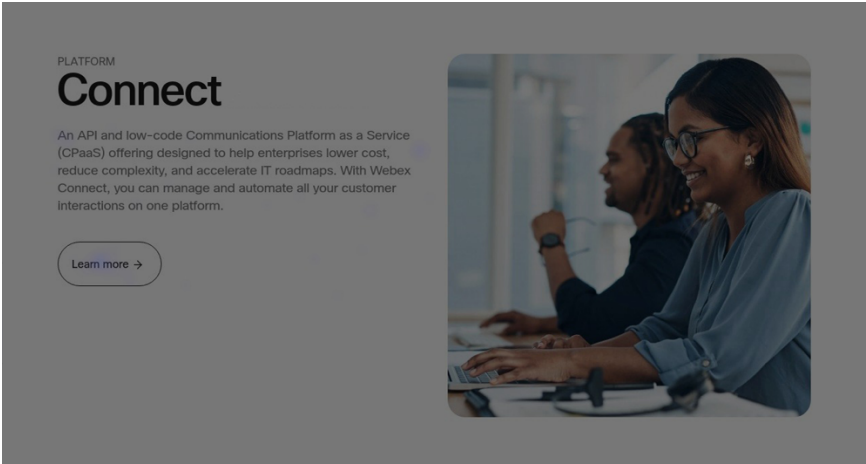 PLATFORM
Connect
An API and low-code Communications Platform as a Service
(CPaaS) offering designed to help enterprises lower cost,
reduce complexity, and accelerate IT roadmaps. With Webex
Connect, you can manage and automate all your customer
interactions on one platform.
Learn more →